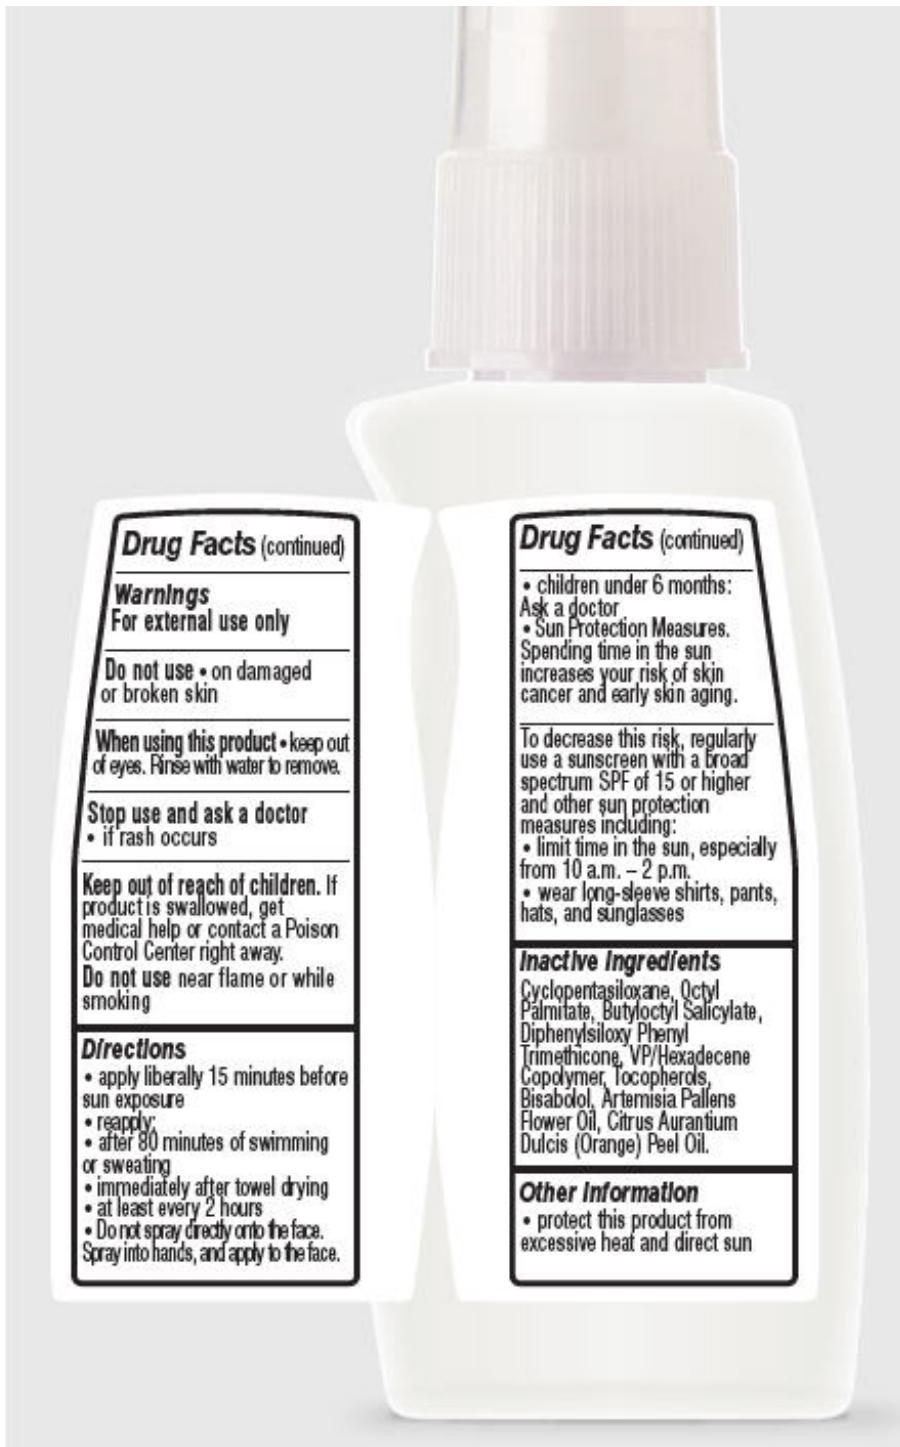 Drug Facts (continued)
Warnings
For external use only
Do not use • on damaged
or broken skin
When using this product • keep out
of eyes. Rinse with water to remove.
Stop use and ask a doctor
• if rash occurs
Keep out of reach of children. If
product is swallowed, get
medical help or contact a Poison
Control Center right away.
Do not use near flame or while
smoking
Directions
• apply liberally 15 minutes before
sun exposure
• reapply:
• after 80 minutes of swimming
or sweating
• immediately after towel drying
• at least every 2 hours
• Do not spray directly onto the face.
Spray into hands, and apply to the face.
Drug Facts (continued)
• children under 6 months:
Ask a doctor
• Sun Protection Measures.
Spending time in the sun
increases your risk of skin
cancer and early skin aging.
To decrease this risk, regularly
use a sunscreen with a broad
spectrum SPF of 15 or higher
and other sun protection
measures including:
• limit time in the sun, especially
from 10 a.m. – 2 p.m.
• wear long-sleeve shirts, pants,
hats, and sunglasses
Inactive Ingredients
Cyclopentasiloxane, Octyl
Palmitate, Butyloctyl Salicylate,
Diphenylsiloxy Phenyl
Trimethicone, VP/Hexadecene
Copolymer, Tocopherols,
Bisabolol, Artemisia Pallens
Flower Oil, Citrus Aurantium
Dulcis (Orange) Peel Oil.
Other Information
• protect this product from
excessive heat and direct sun